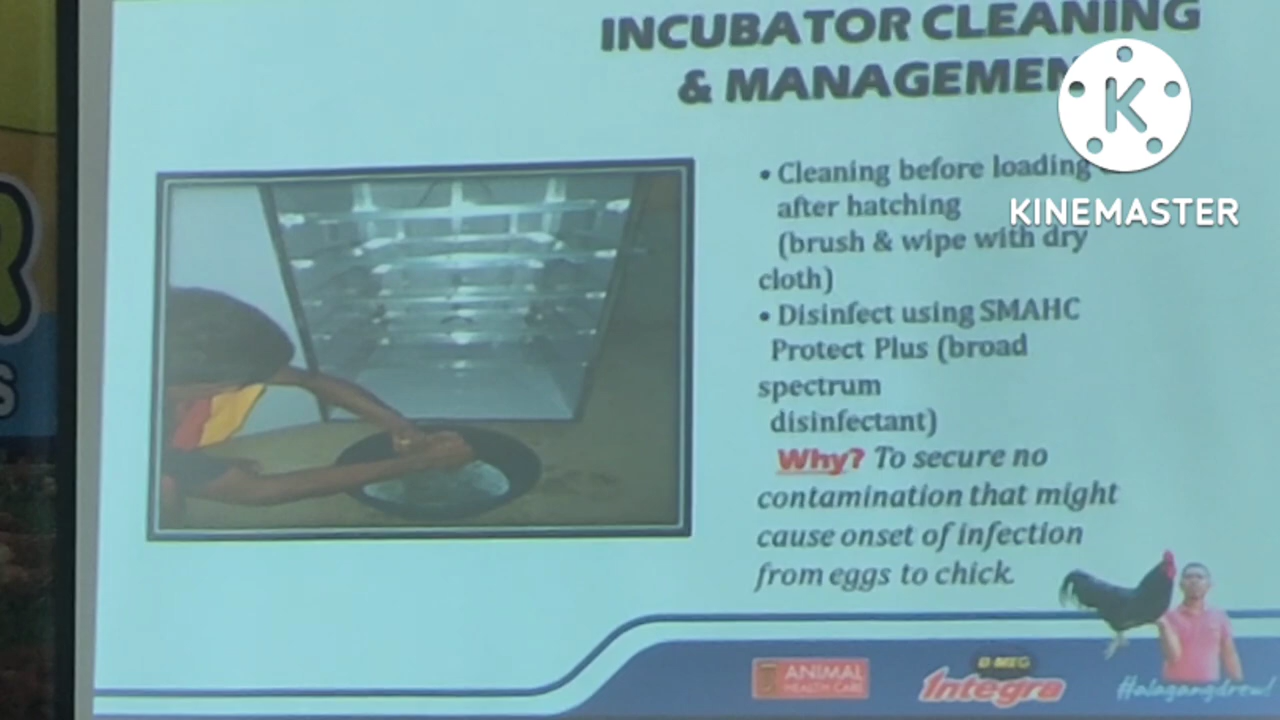 INCUBATOR CLEANING
& MANAGEMEN
K
KINEMASTER
• Cleaning before loading
after hatching
(brush & wipe with dry
cloth)
• Disinfect using SMAHC
Protect Plus (broad
spectrum
disinfectant)
Why? To secure no
contamination that might
cause onset of infection
from eggs to chick.
ANIMAL
HEALTH CARE
B-MEG
Integra
R
S